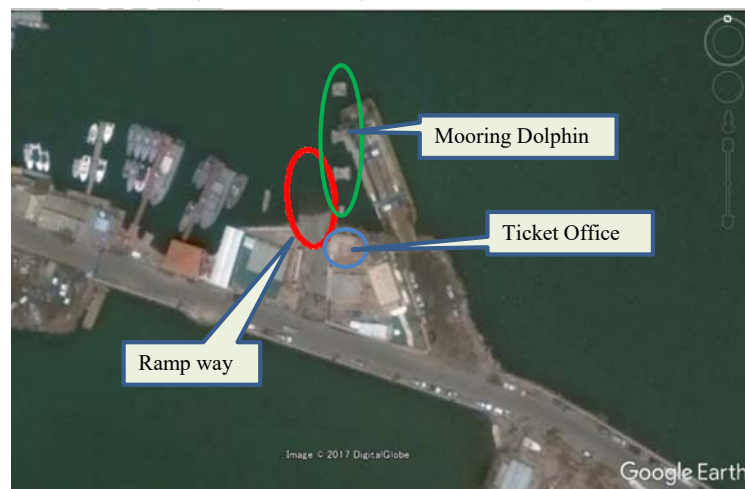 Mooring Dolphin
Ticket Office
Ramp way
Image © 2017 DigitalGlobe
Google Earth